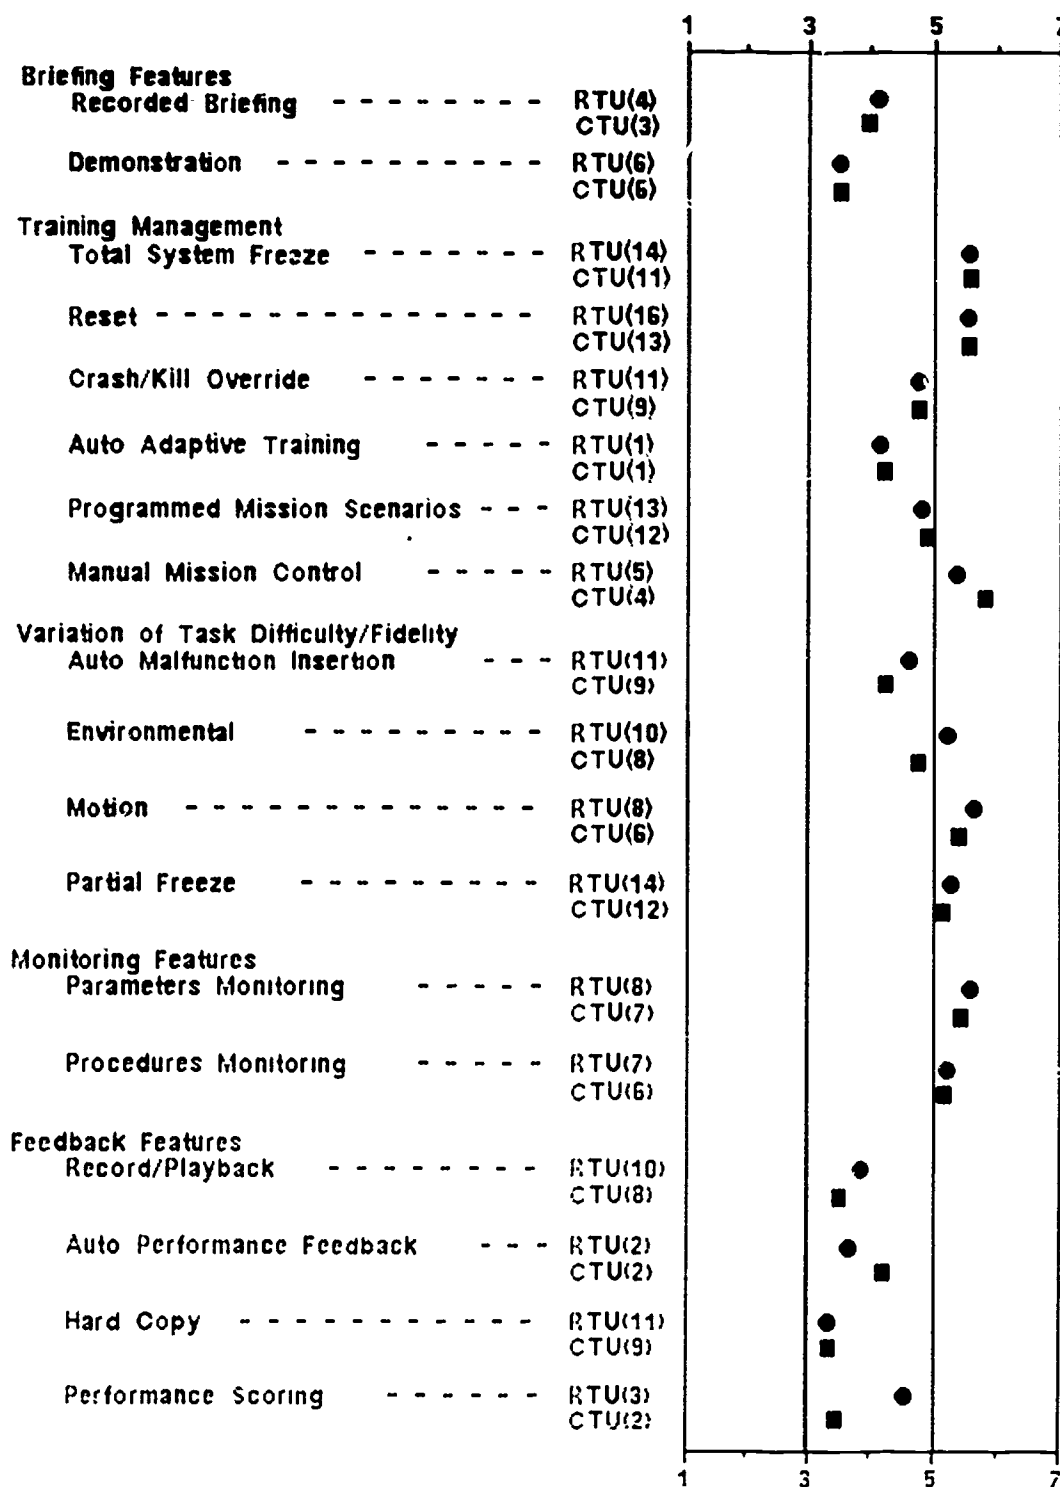 1 3 5 7
Briefing Features
Recorded Briefing - - - - - - - - - RTU(4)
CTU(3)
Demonstration - - - - - - - - - - - RTU(6)
CTU(6)
Training Management
Total System Freeze - - - - - - - RTU(14)
CTU(11)
Reset - - - - - - - - - - - - - - RTU(16)
CTU(13)
Crash/Kill Override - - - - - - - RTU(11)
CTU(9)
Auto Adaptive Training - - - - - RTU(1)
CTU(1)
Programmed Mission Scenarios - - - RTU(13)
CTU(12)
Manual Mission Control - - - - - RTU(5)
CTU(4)
Variation of Task Difficulty/Fidelity
Auto Malfunction Insertion - - - RTU(11)
CTU(9)
Environmental - - - - - - - - - RTU(10)
CTU(8)
Motion - - - - - - - - - - - - - RTU(8)
CTU(6)
Partial Freeze - - - - - - - - - RTU(14)
CTU(12)
Monitoring Features
Parameters Monitoring - - - - - RTU(8)
CTU(7)
Procedures Monitoring - - - - - RTU(7)
CTU(6)
Feedback Features
Record/Playback - - - - - - - - RTU(10)
CTU(8)
Auto Performance Feedback - - - RTU(2)
CTU(2)
Hard Copy - - - - - - - - - - - RTU(11)
CTU(9)
Performance Scoring - - - - - - RTU(3)
CTU(2)
1 3 5 7